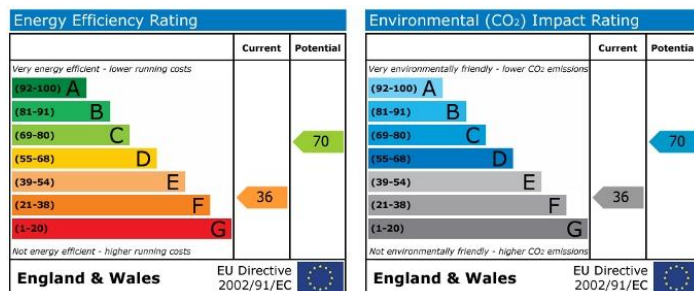 Energy Efficiency Rating
Current Potential
Very energy efficient - lower running costs
(92-100) A
(81-91) B
(69-80) C
70
(55-68) D
(39-54) E
(21-38) F
36
(1-20) G
Not energy efficient - higher running costs
England & Wales
EU Directive
2002/91/EC
Environmental (CO₂) Impact Rating
Current Potential
Very environmentally friendly - lower CO₂ emissions
(92-100) A
(81-91) B
(69-80) C
70
(55-68) D
(39-54) E
(21-38) F
36
(1-20) G
Not environmentally friendly - higher CO₂ emissions
England & Wales
EU Directive
2002/91/EC